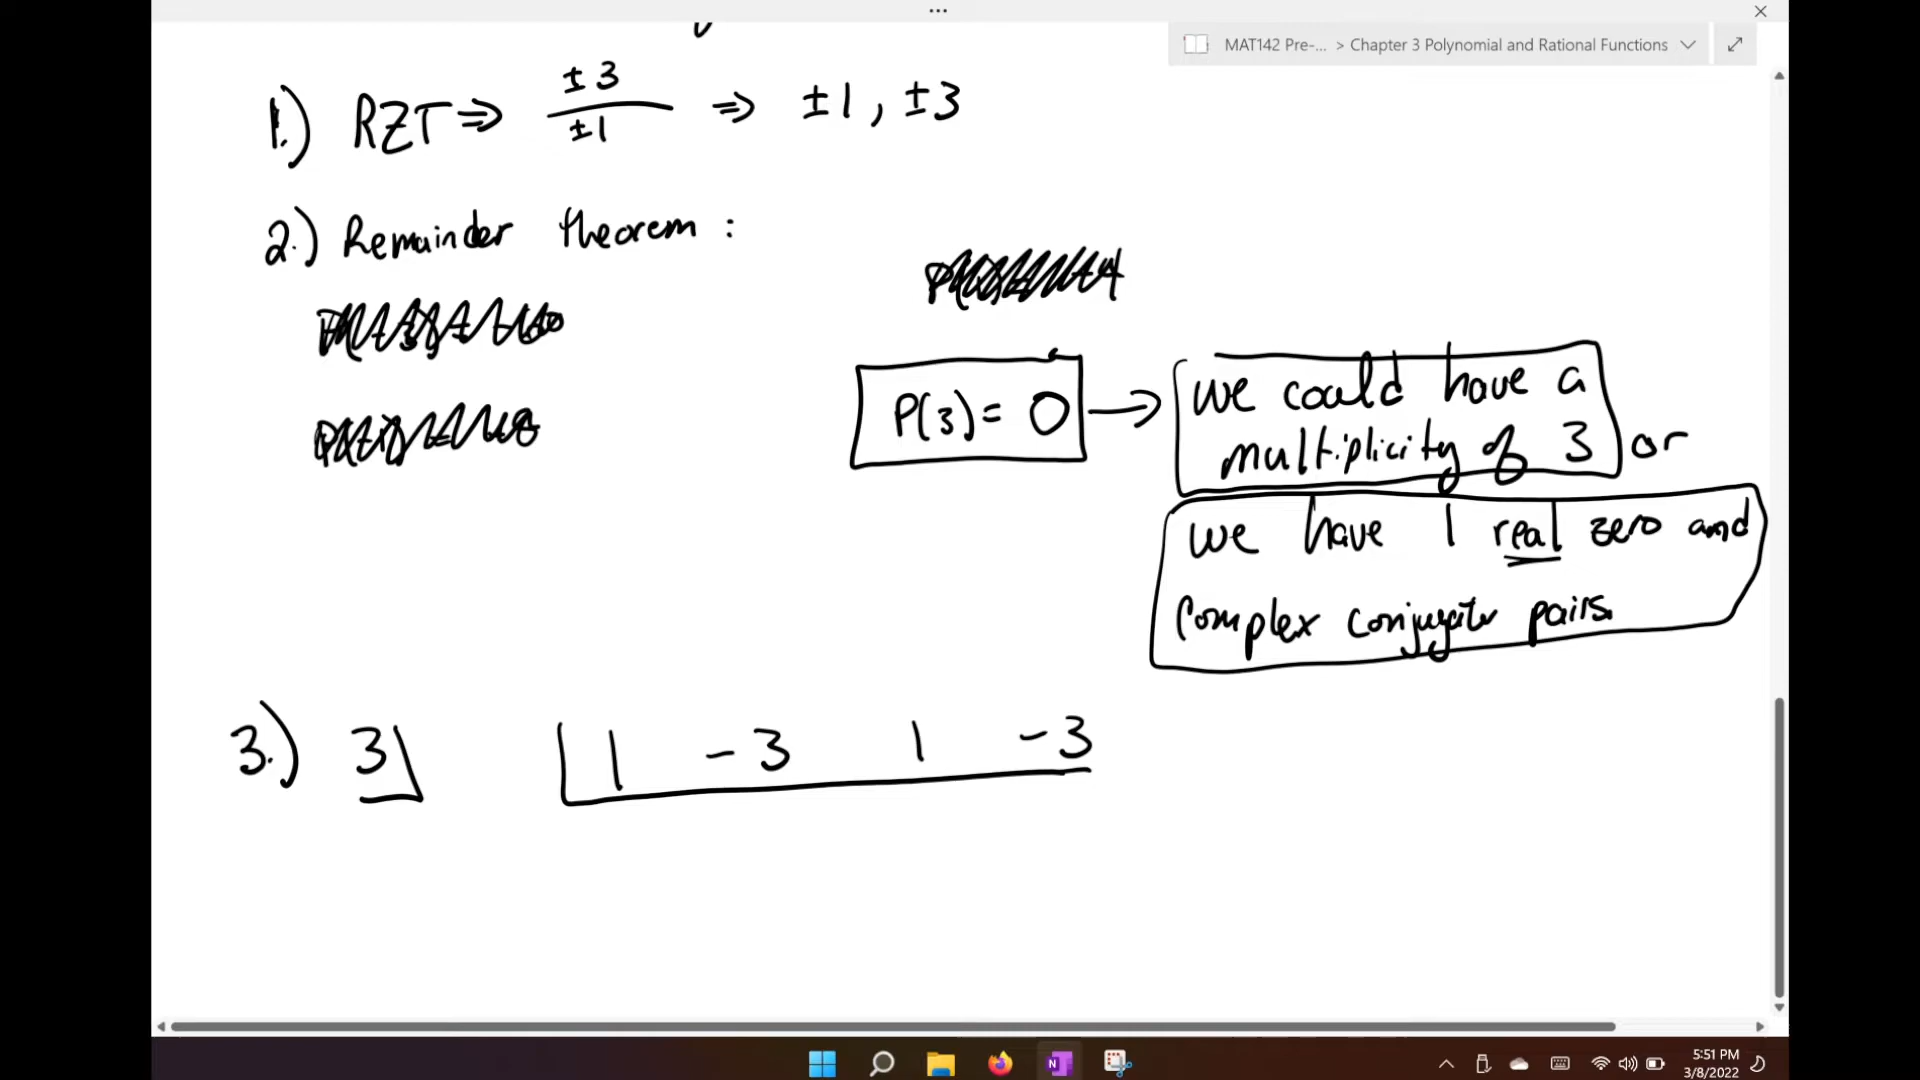 MAT142 Pre-... > Chapter 3 Polynomial and Rational Functions
1.) RZT ⇒ ±3/±1 ⇒ ±1, ±3
2.) Remainder theorem :
P(3) = 0 → we could have a
multiplicity of 3 or
we have 1 real zero and
complex conjugate pairs.
3.) 3 1 -3 1 -3
5:51 PM
3/8/2022